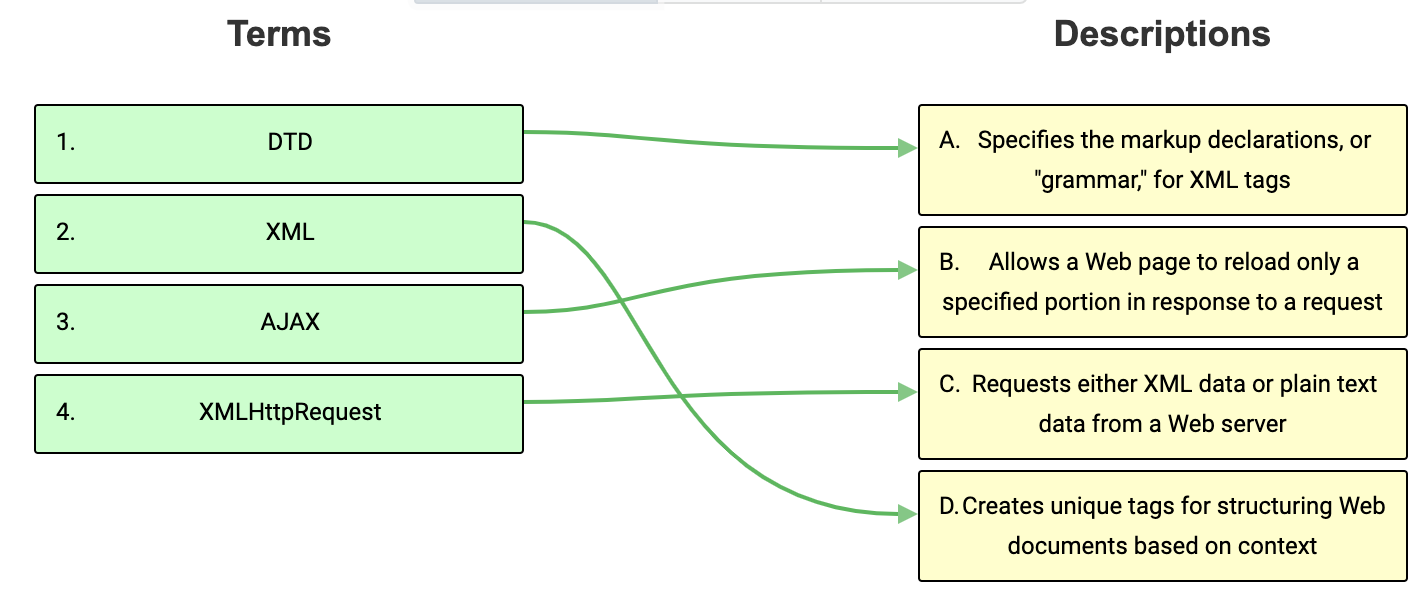 Terms
Descriptions
1. DTD
2. XML
3. AJAX
4. XMLHttpRequest
A. Specifies the markup declarations, or
"grammar," for XML tags
B. Allows a Web page to reload only a
specified portion in response to a request
C. Requests either XML data or plain text
data from a Web server
D.Creates unique tags for structuring Web
documents based on context